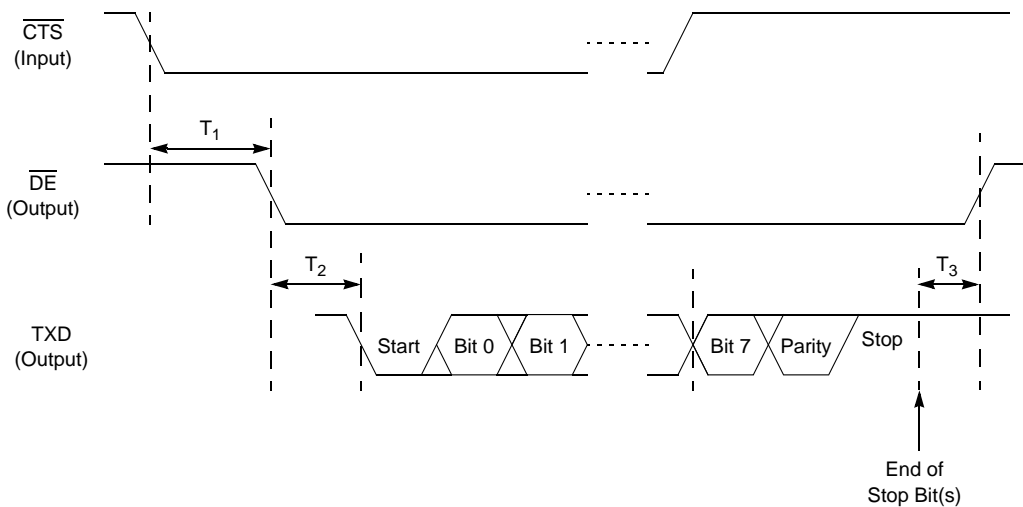 CTS
(Input)
T1
DE
(Output)
T2
T3
TXD
(Output)
Start
Bit 0
Bit 1
Bit 7
Parity
Stop
End of
Stop Bit(s)